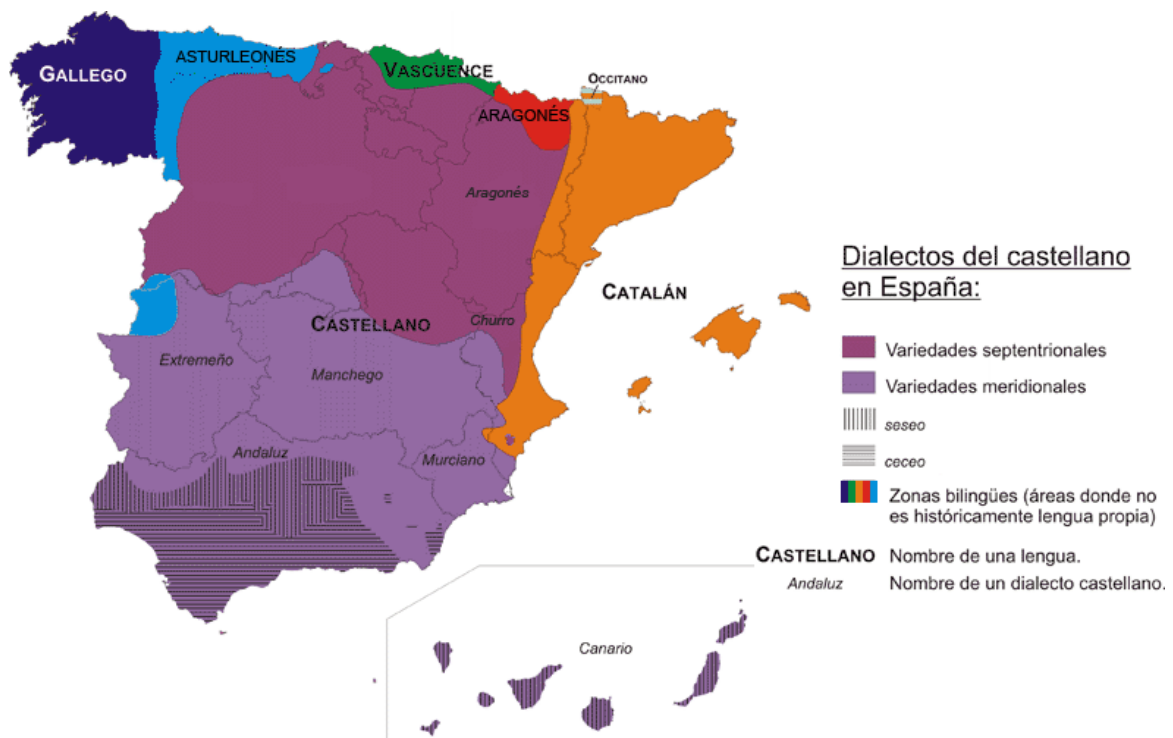 GALLEGO
ASTURLEONÉS
VASCUENCE
OCCITANO
ARAGONÉS
Aragonés
CATALÁN
CASTELLANO
Churro
Extremeño
Manchego
Andaluz
Murciano
Canario
Dialectos del castellano
en España:
Variedades septentrionales
Variedades meridionales
seseo
ceceo
Zonas bilingües (áreas donde no
es históricamente lengua propia)
CASTELLANO Nombre de una lengua.
Andaluz Nombre de un dialecto castellano.